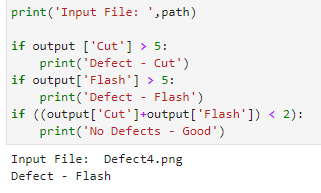 print('Input File: ',path)
if output ['Cut'] > 5:
    print('Defect - Cut')
if output['Flash'] > 5:
    print('Defect - Flash')
if ((output['Cut']+output['Flash']) < 2):
    print('No Defects - Good')
Input File:  Defect4.png
Defect - Flash